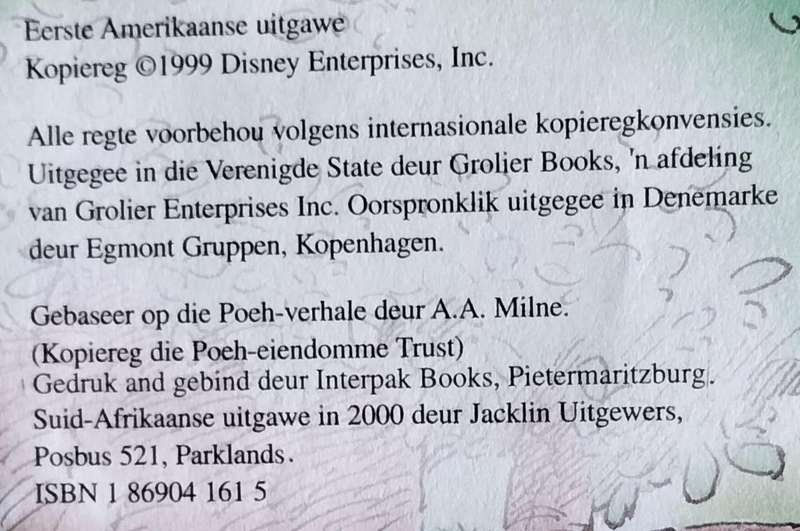 Eerste Amerikaanse uitgawe
Kopiereg ©1999 Disney Enterprises, Inc.
Alle regte voorbehou volgens internasionale kopieregkonvensies.
Uitgegee in die Verenigde State deur Grolier Books, 'n afdeling
van Grolier Enterprises Inc. Oorspronklik uitgegee in Denemarke
deur Egmont Gruppen, Kopenhagen.
Gebaseer op die Poeh-verhale deur A.A. Milne.
(Kopiereg die Poeh-eiendomme Trust)
Gedruk and gebind deur Interpak Books, Pietermaritzburg.
Suid-Afrikaanse uitgawe in 2000 deur Jacklin Uitgewers,
Posbus 521, Parklands.
ISBN 1 86904 161 5